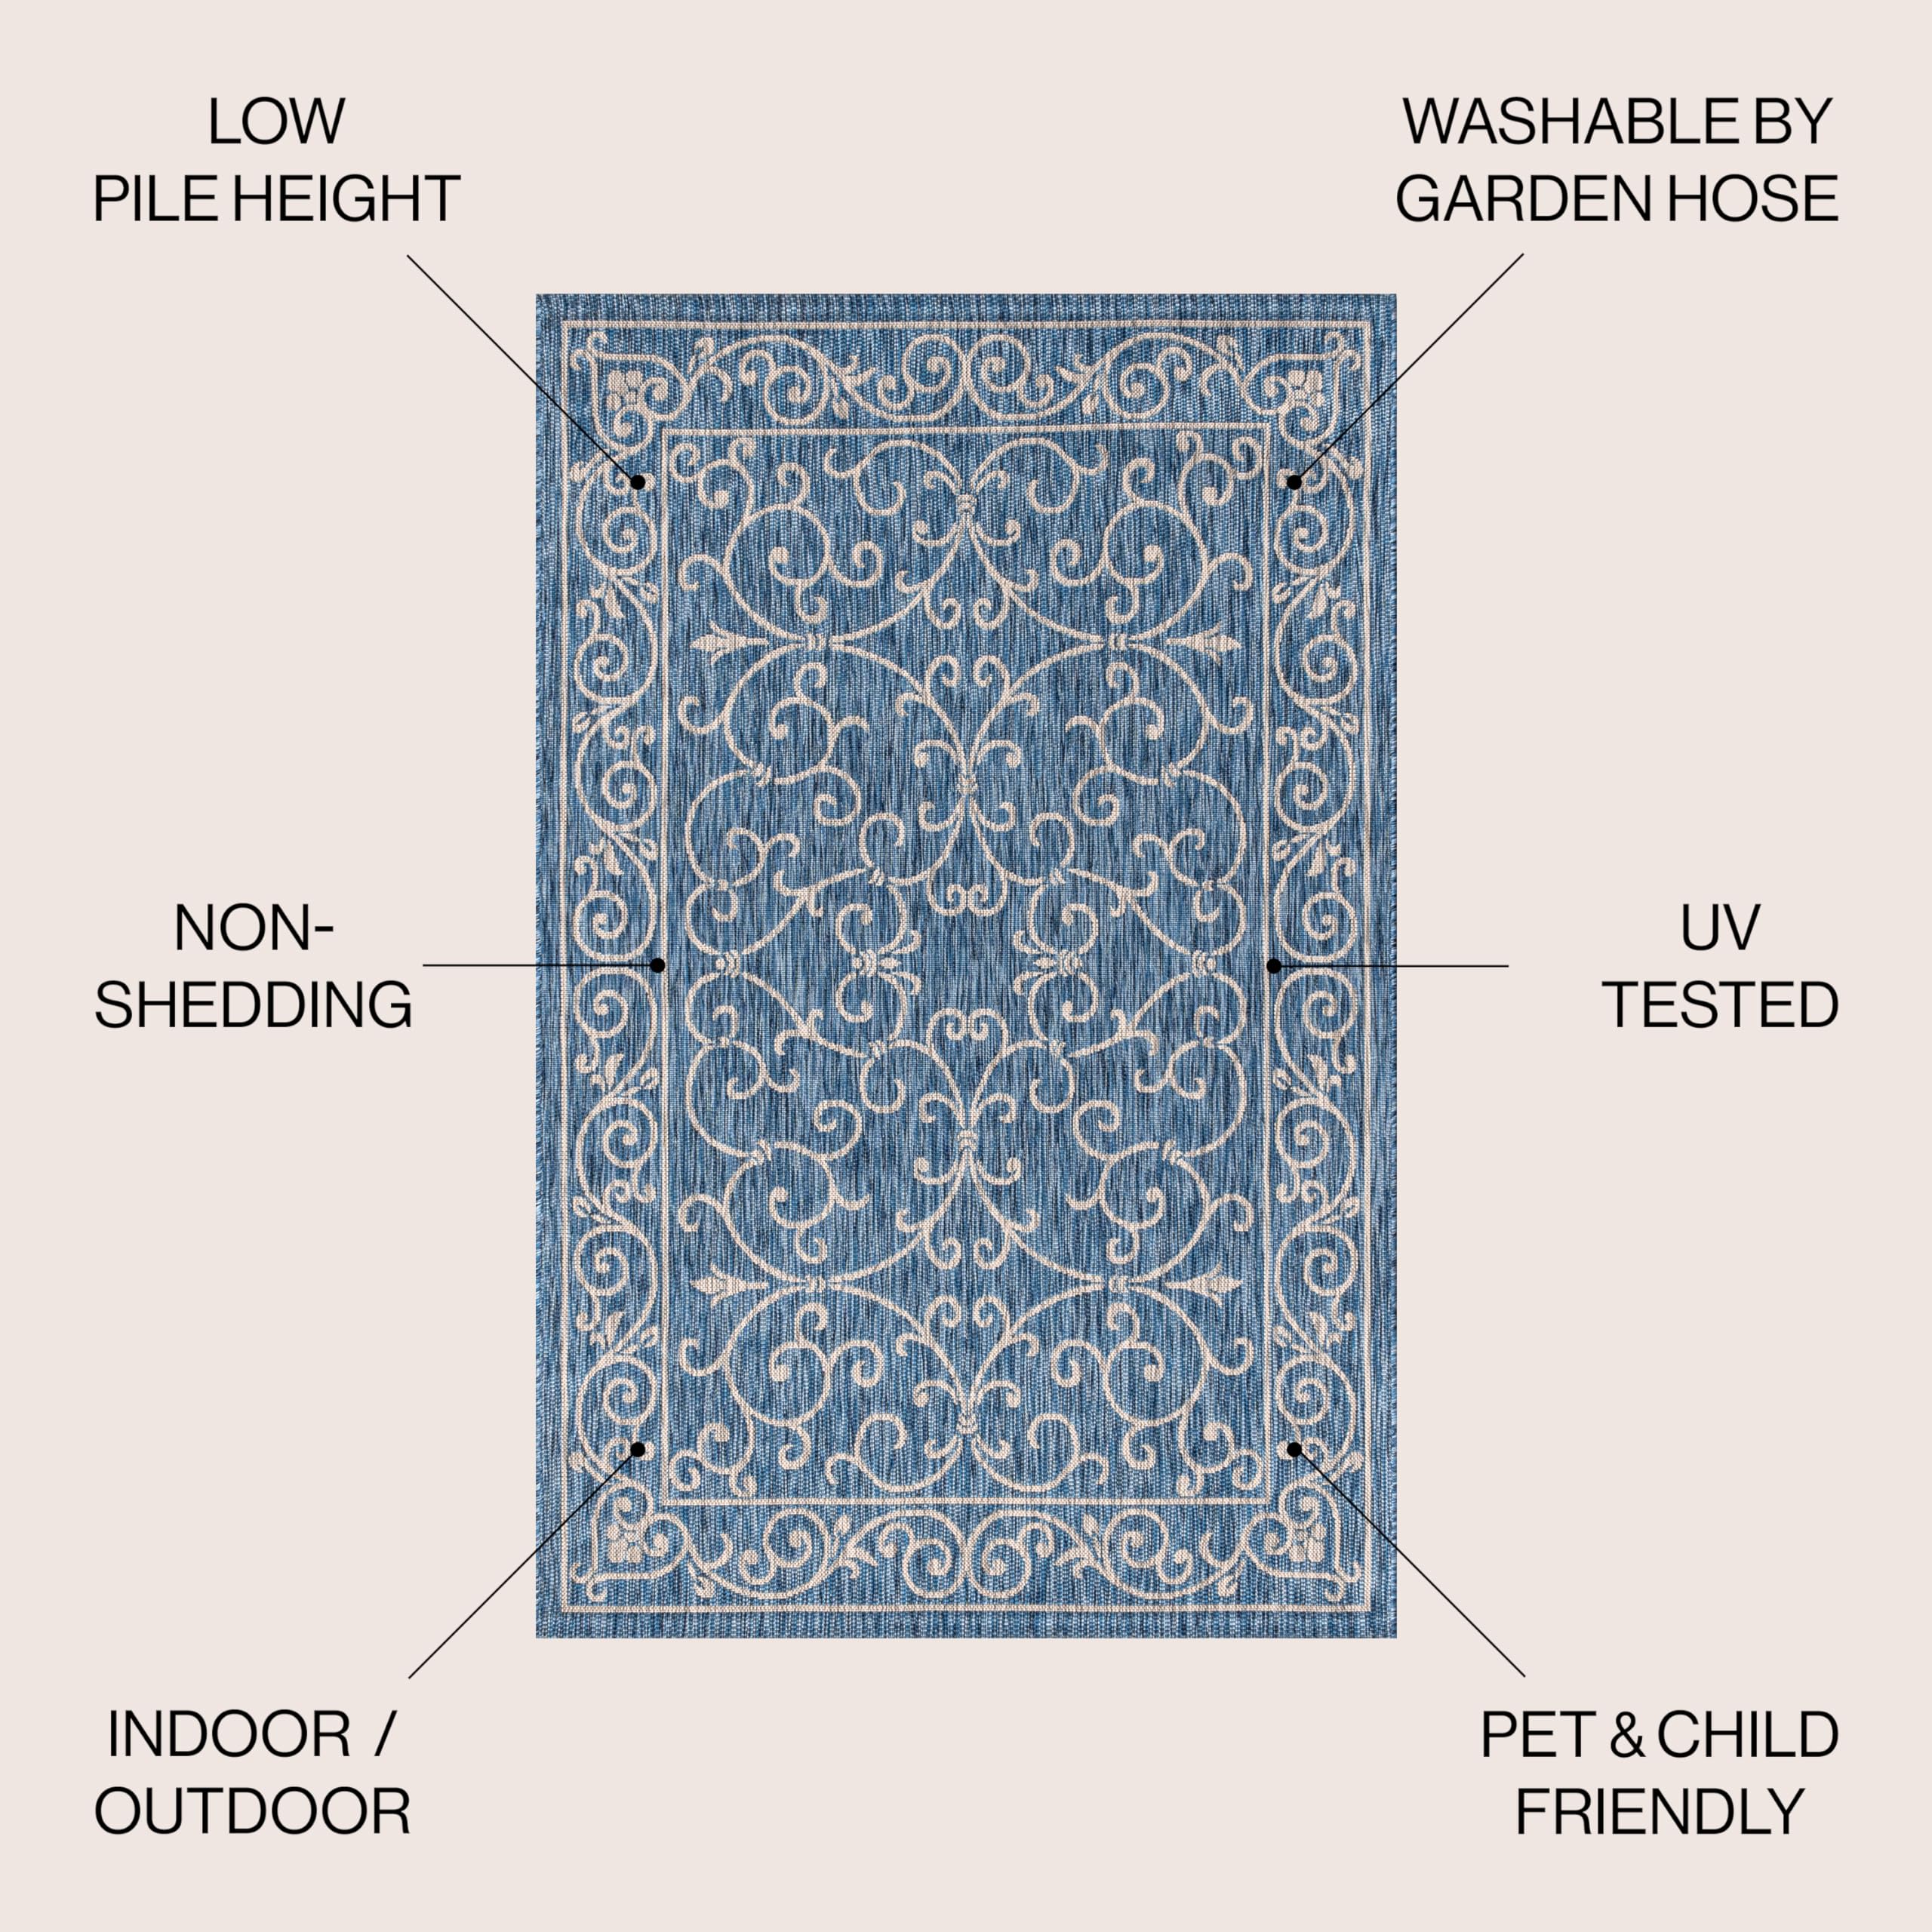 LOW
PILE HEIGHT
WASHABLE BY
GARDEN HOSE
NON-
SHEDDING
UV
TESTED
INDOOR /
OUTDOOR
PET & CHILD
FRIENDLY